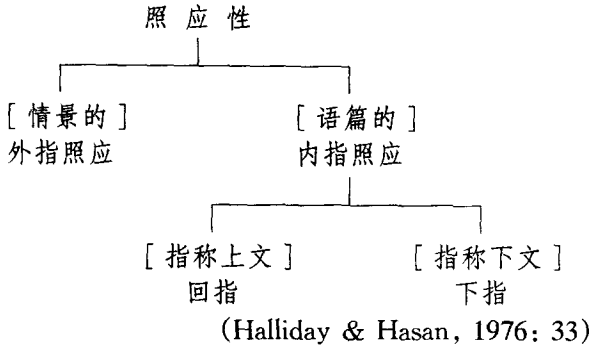 照应性
[情景的] [语篇的]
外指照应 内指照应
[指称上文] [指称下文]
回指 下指
(Halliday & Hasan, 1976: 33)